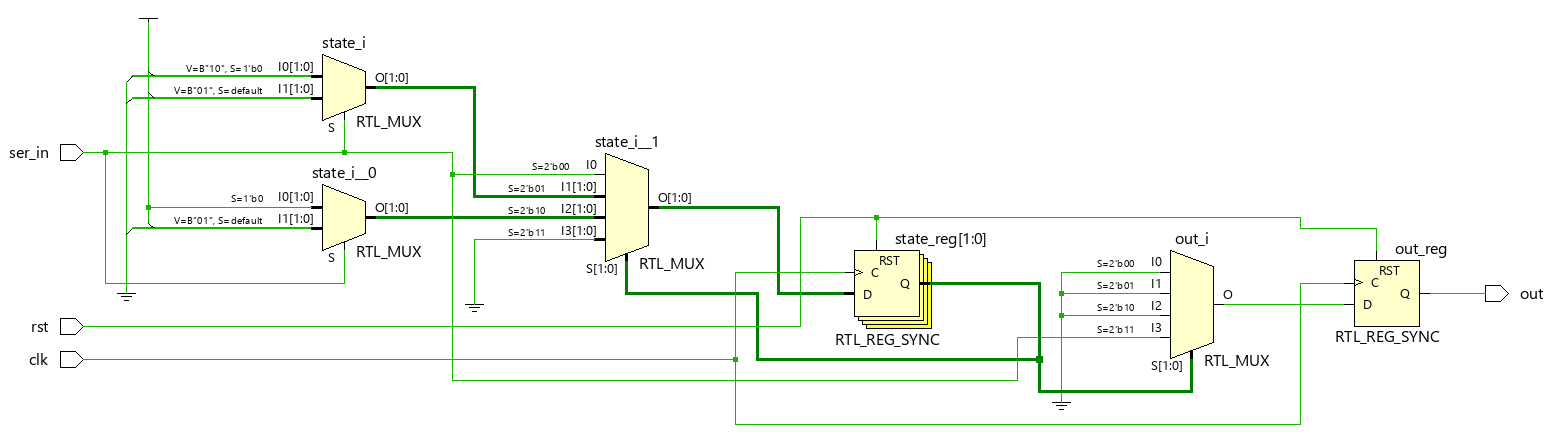 state_i
V=B"10", S=1'b0 I0[1:0]
V=B"01", S=default I1[1:0]
O[1:0]
S
RTL_MUX
ser_in
state_i__0
S=1'b0 I0[1:0]
V=B"01", S=default I1[1:0]
O[1:0]
S
RTL_MUX
state_i__1
S=2'b00 I0
S=2'b01 I1[1:0]
S=2'b10 I2[1:0]
S=2'b11 I3[1:0]
O[1:0]
S[1:0]
RTL_MUX
state_reg[1:0]
RST
C
D
Q
RTL_REG_SYNC
out_i
S=2'b00 I0
S=2'b01 I1
S=2'b10 I2
S=2'b11 I3
O
S[1:0]
RTL_MUX
out_reg
RST
C
D
Q
RTL_REG_SYNC
out
rst
clk